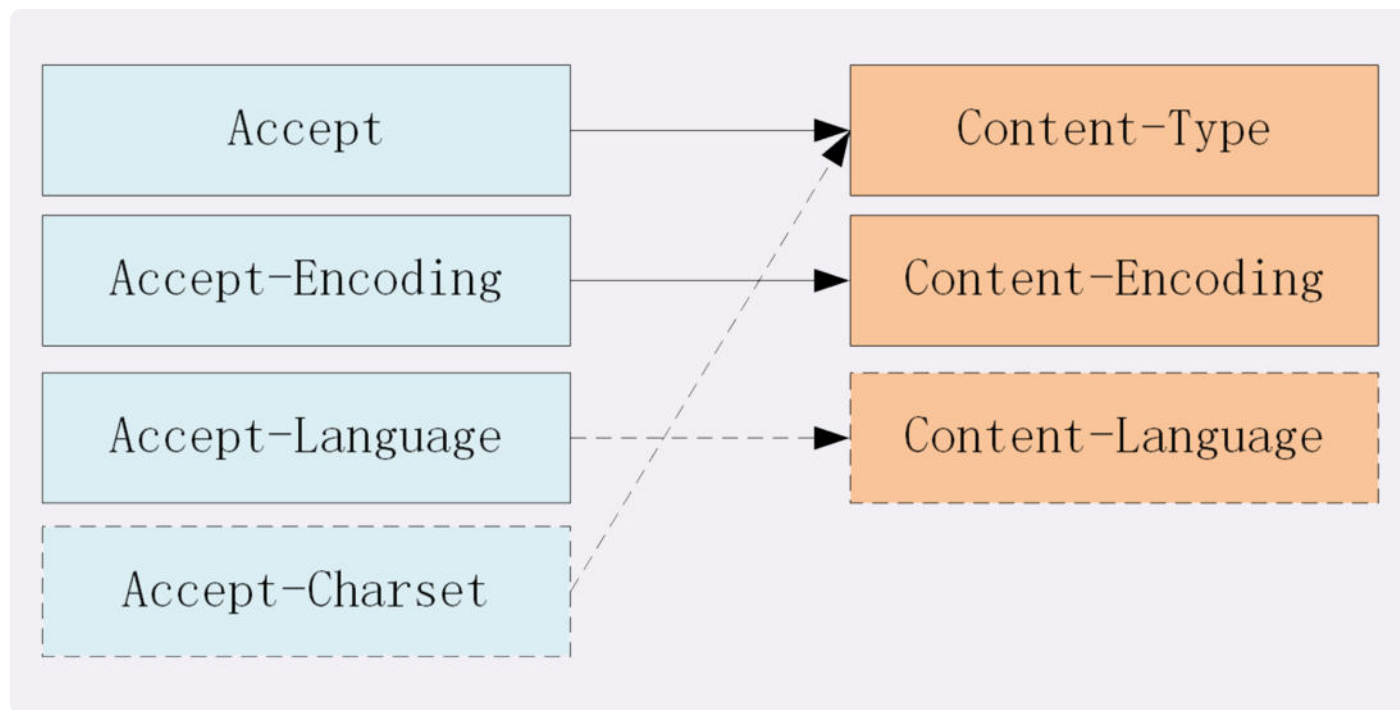 Accept
Content-Type
Accept-Encoding
Content-Encoding
Accept-Language
Content-Language
Accept-Charset